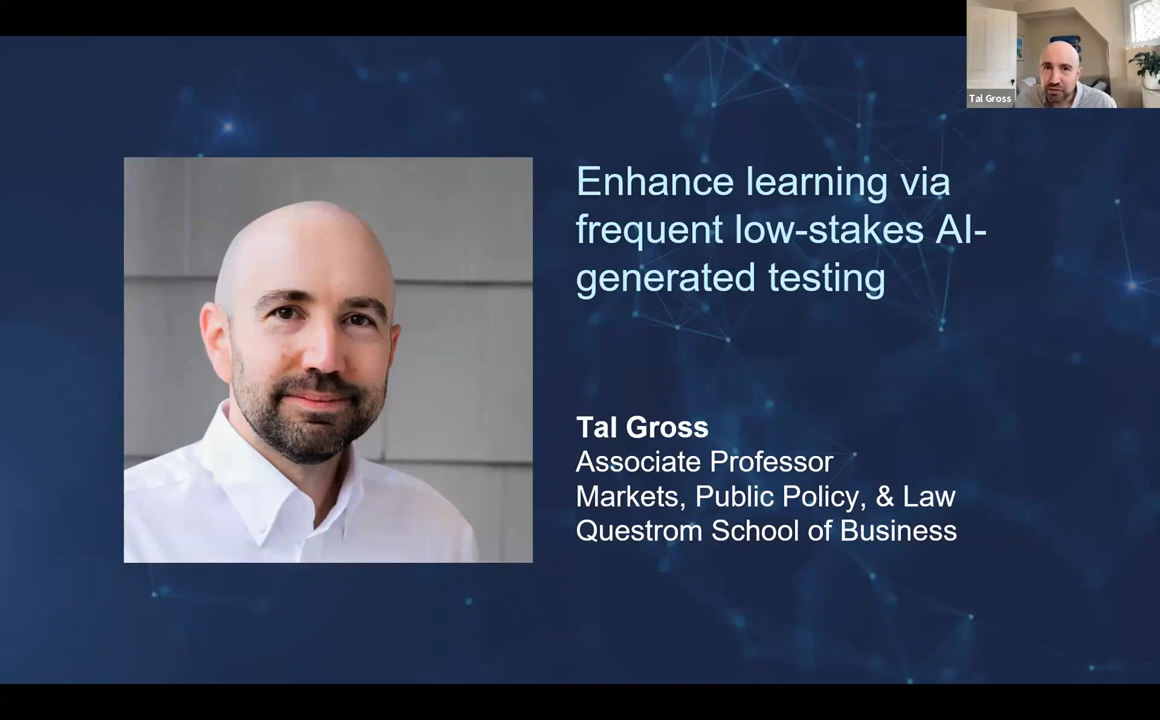 Tal Gross
Enhance learning via
frequent low-stakes AI-
generated testing
Tal Gross
Associate Professor
Markets, Public Policy, & Law
Questrom School of Business